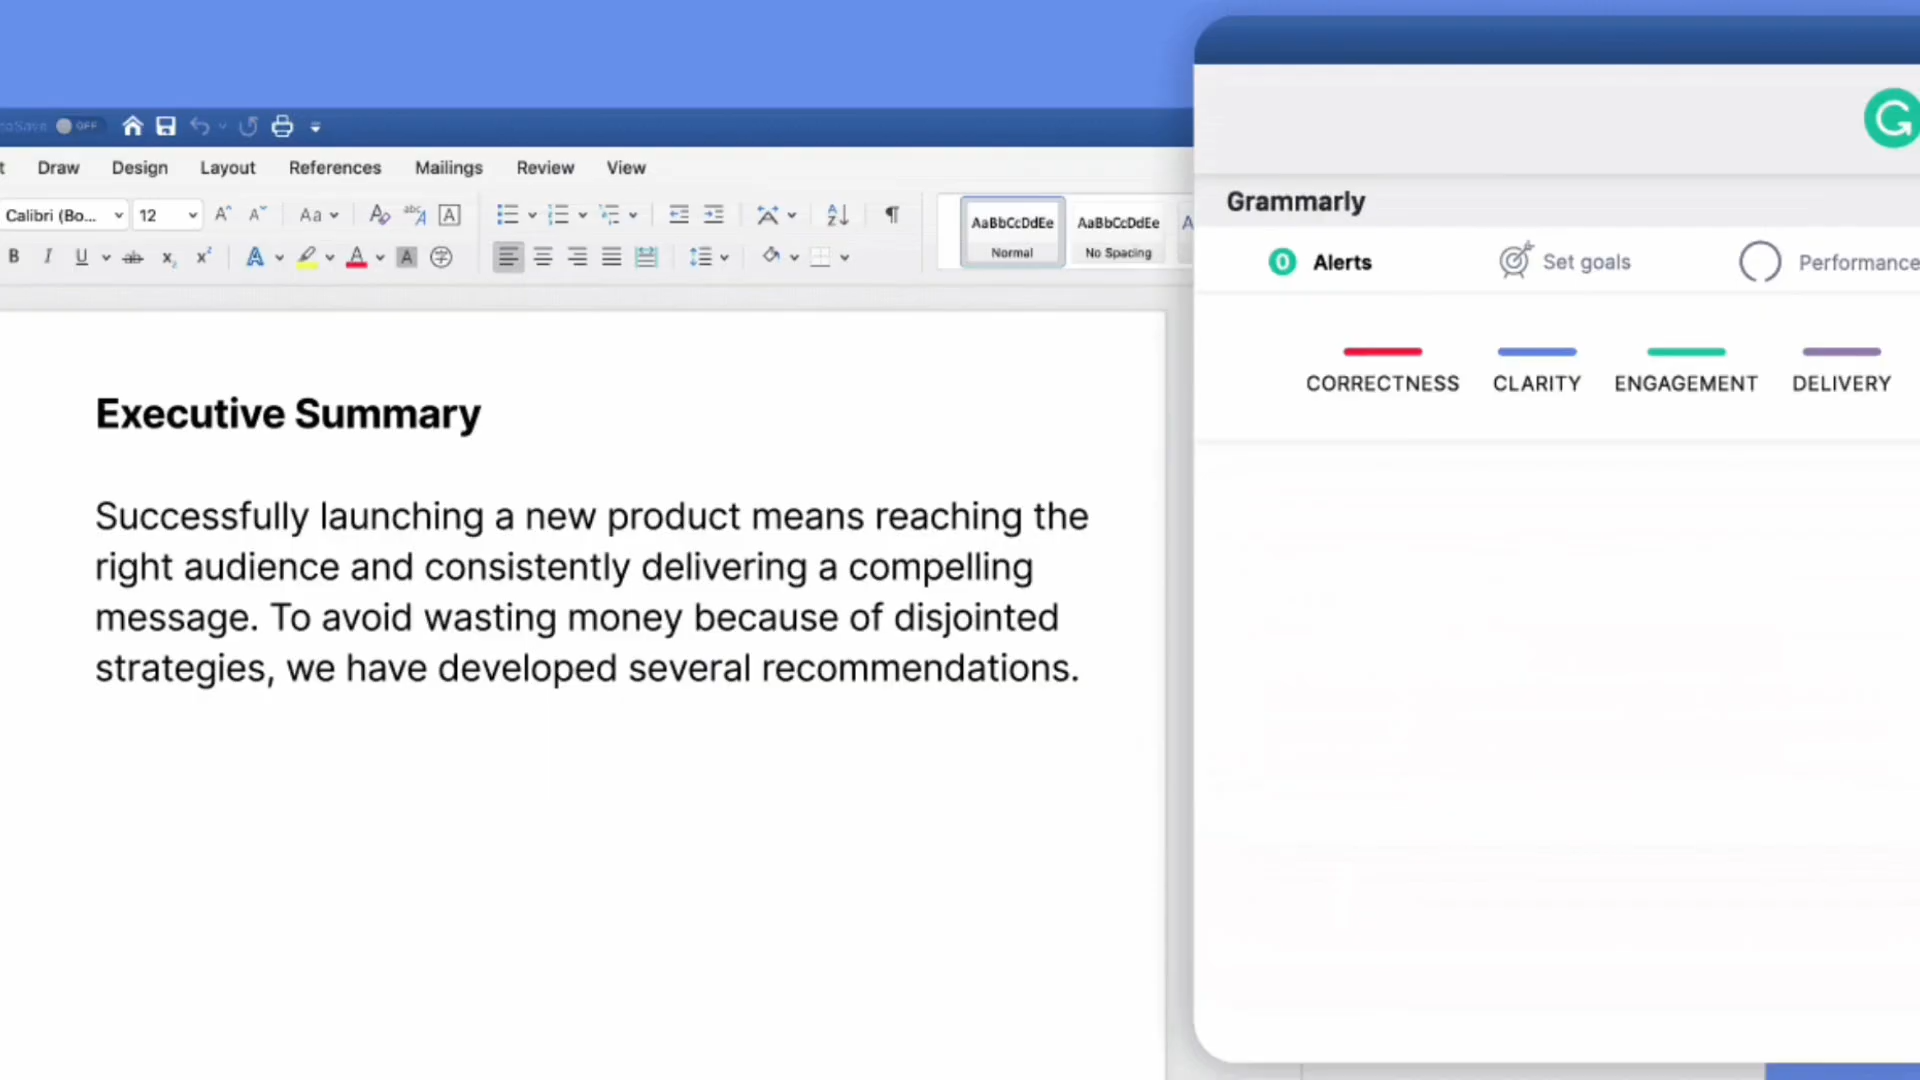 OFF
Draw Design Layout References Mailings Review View
Calibri (Bo... 12 Aa
AaBbCcDdEe AaBbCcDdEe
Normal No Spacing
Executive Summary
Successfully launching a new product means reaching the
right audience and consistently delivering a compelling
message. To avoid wasting money because of disjointed
strategies, we have developed several recommendations.
Grammarly
0 Alerts Set goals Performance
CORRECTNESS CLARITY ENGAGEMENT DELIVERY